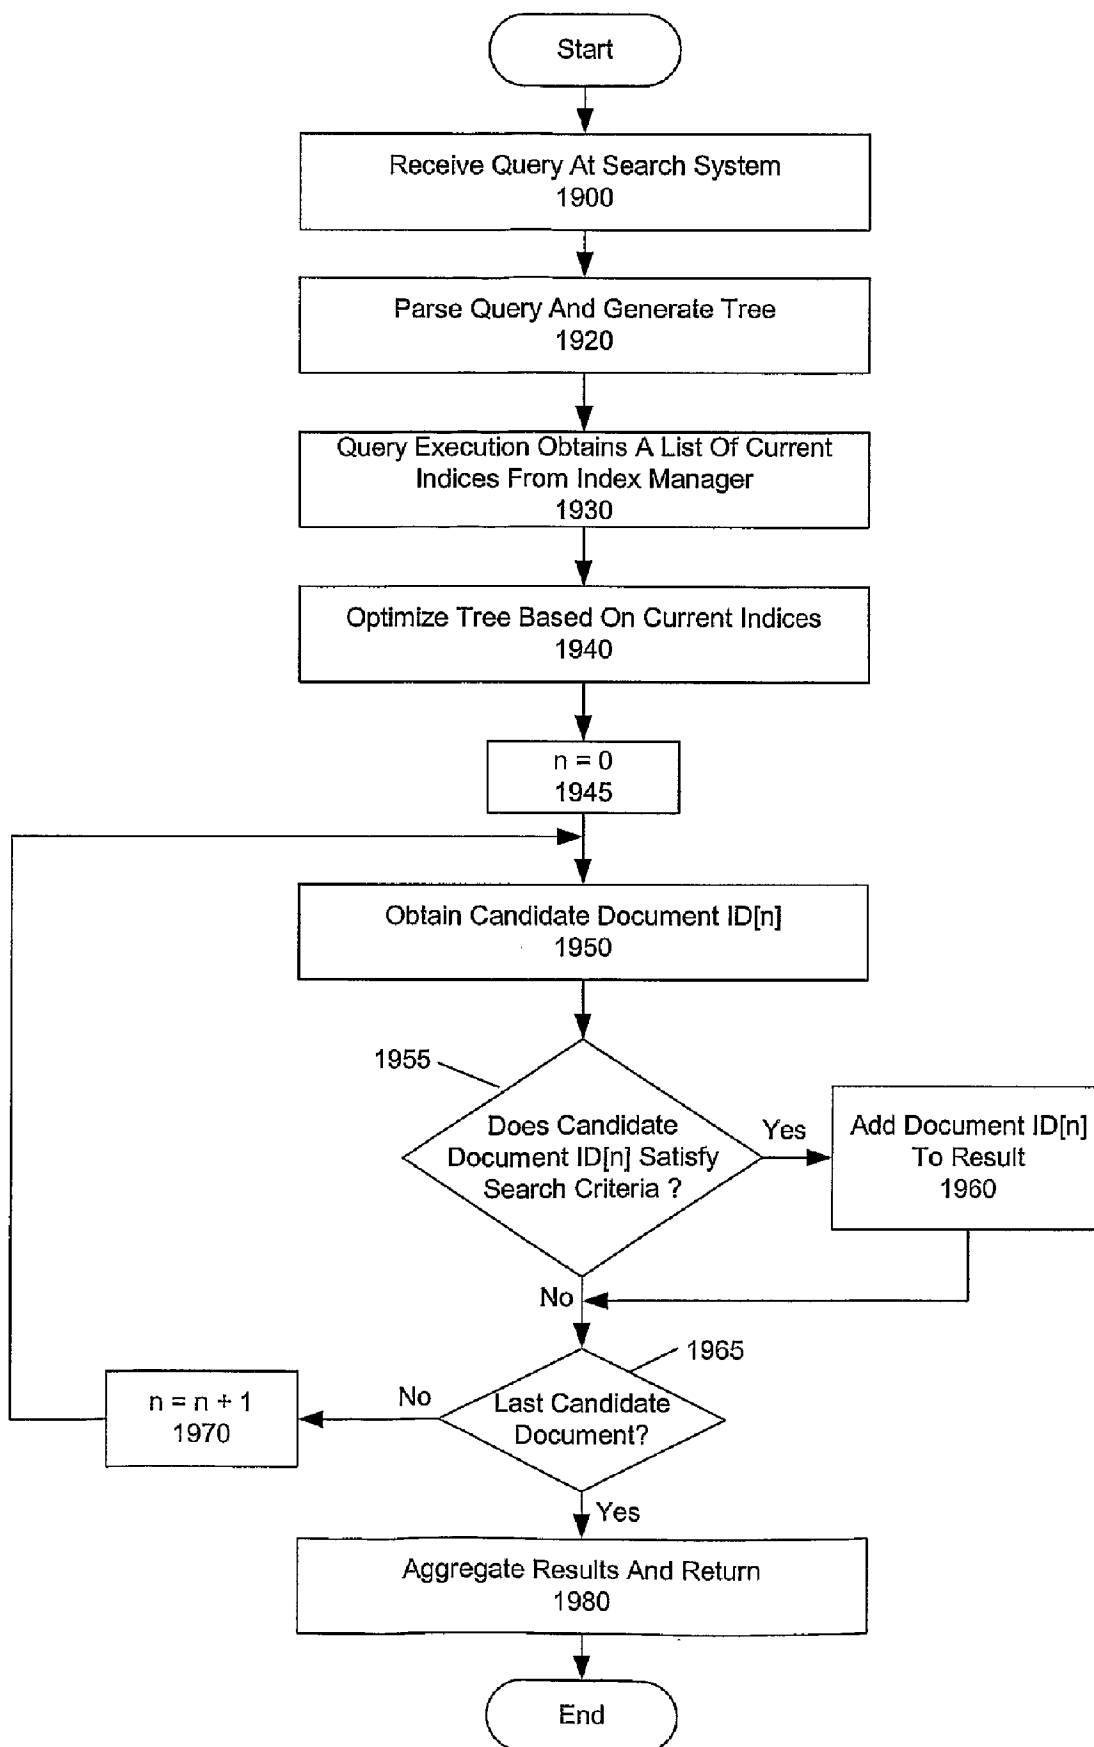 Start
Receive Query At Search System
1900
Parse Query And Generate Tree
1920
Query Execution Obtains A List Of Current
Indices From Index Manager
1930
Optimize Tree Based On Current Indices
1940
n = 0
1945
Obtain Candidate Document ID[n]
1950
1955
Does Candidate
Document ID[n] Satisfy
Search Criteria ?
Yes
Add Document ID[n]
To Result
1960
No
1965
Last Candidate
Document?
No
n = n + 1
1970
Yes
Aggregate Results And Return
1980
End